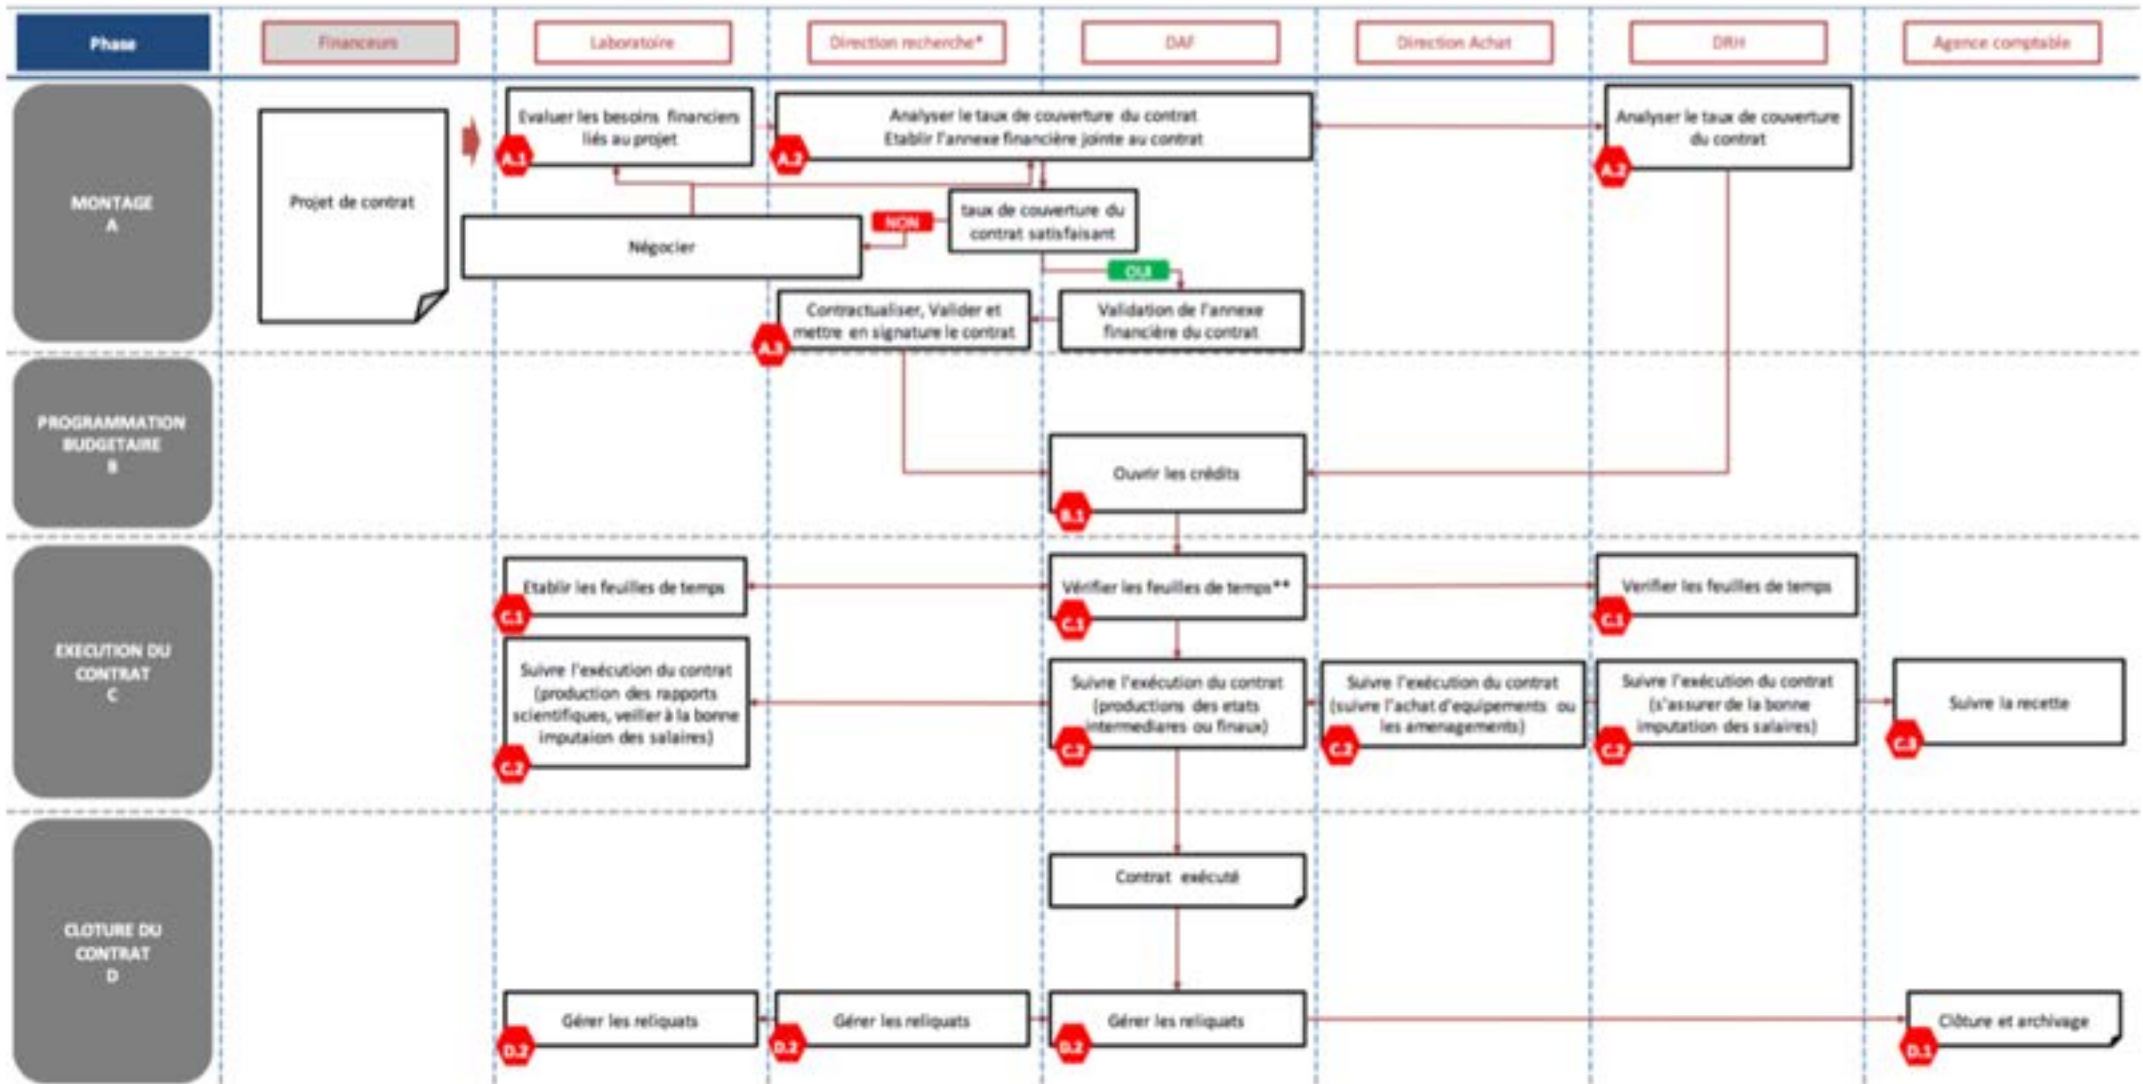 Phase
Financeurs
Laboratoire
Direction recherche*
DAF
Direction Achat
DRH
Agence comptable
MONTAGE
A
Projet de contrat
Evaluer les besoins financiers
liés au projet
A.1
Analyser le taux de couverture du contrat
Etablir l'annexe financière jointe au contrat
A.2
Analyser le taux de couverture
du contrat
A.2
taux de couverture du
contrat satisfaisant
NON
Négocier
OUI
Contractualiser, Valider et
mettre en signature le contrat
A.3
Validation de l'annexe
financière du contrat
PROGRAMMATION
BUDGETAIRE
B
Ouvrir les crédits
B.1
EXECUTION DU
CONTRAT
C
Etablir les feuilles de temps
C.1
Vérifier les feuilles de temps**
C.1
Verifier les feuilles de temps
C.1
Suivre l'exécution du contrat
(production des rapports
scientifiques, veiller à la bonne
imputaion des salaires)
C.2
Suivre l'exécution du contrat
(productions des etats
intermediares ou finaux)
C.2
Suivre l'exécution du contrat
(suivre l'achat d'equipements ou
les amenagements)
C.2
Suivre l'exécution du contrat
(s'assurer de la bonne
imputation des salaires)
C.2
Suivre la recette
C.3
CLOTURE DU
CONTRAT
D
Contrat exécuté
Gérer les reliquats
D.2
Gérer les reliquats
D.2
Gérer les reliquats
D.2
Clôture et archivage
D.1